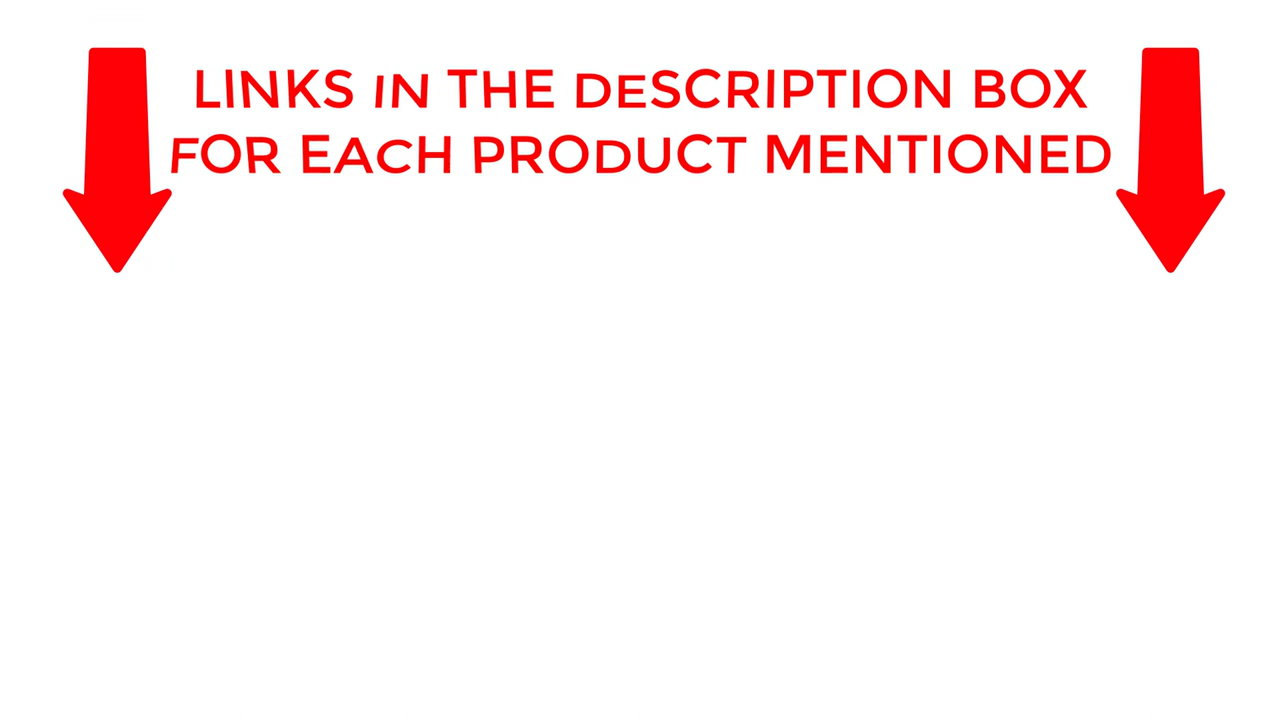 LINKS IN THE DESCRIPTION BOX
FOR EACH PRODUCT MENTIONED